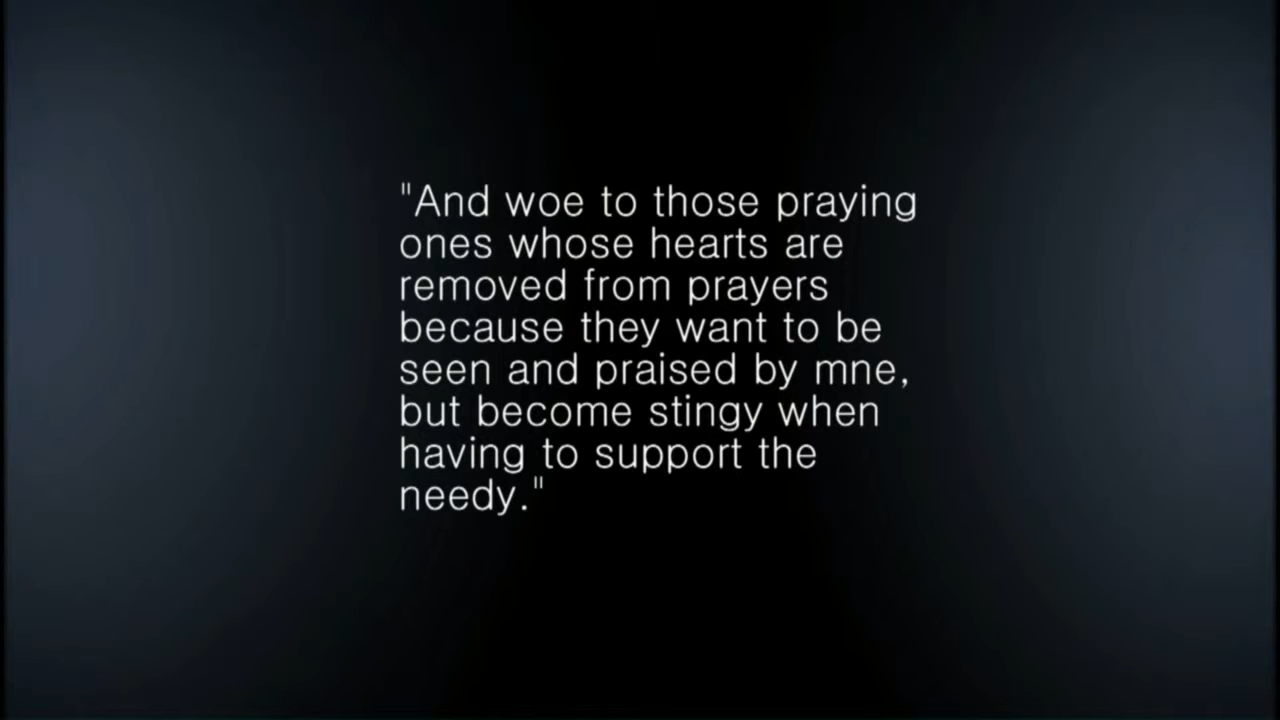 "And woe to those praying
ones whose hearts are
removed from prayers
because they want to be
seen and praised by mne,
but become stingy when
having to support the
needy."